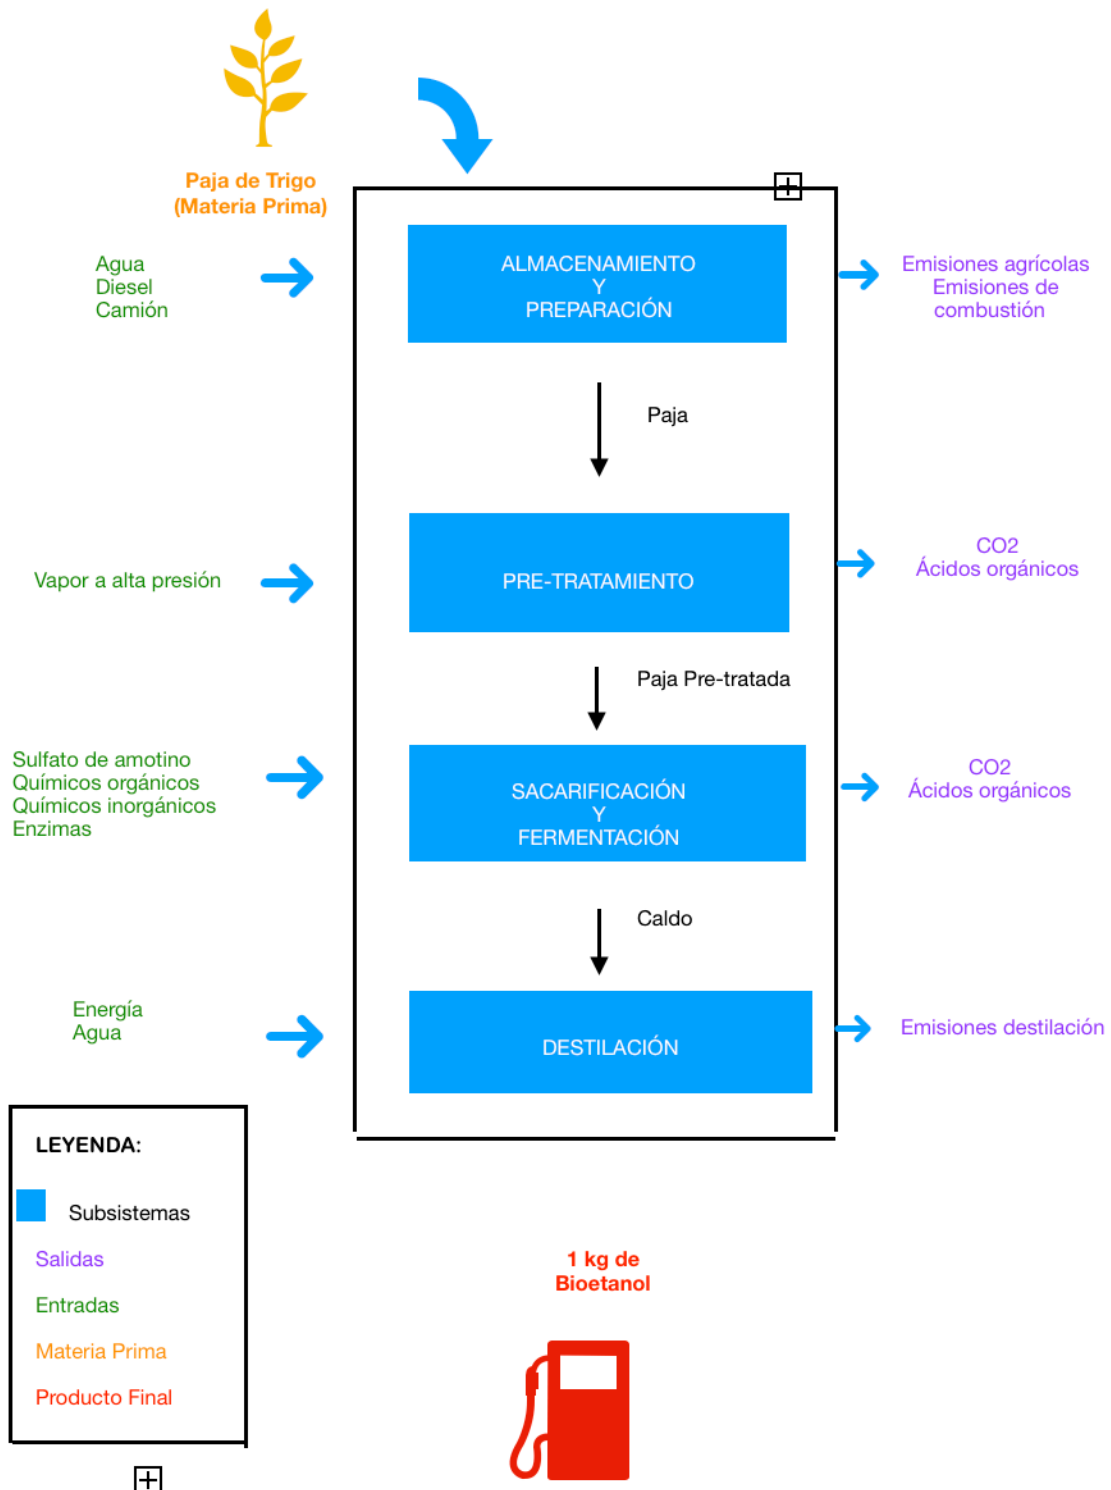 Paja de Trigo
(Materia Prima)
Agua
Diesel
Camión
ALMACENAMIENTO
Y
PREPARACIÓN
Emisiones agrícolas
Emisiones de
combustión
Paja
Vapor a alta presión
PRE-TRATAMIENTO
CO2
Ácidos orgánicos
Paja Pre-tratada
Sulfato de amotino
Químicos orgánicos
Químicos inorgánicos
Enzimas
SACARIFICACIÓN
Y
FERMENTACIÓN
CO2
Ácidos orgánicos
Caldo
Energía
Agua
DESTILACIÓN
Emisiones destilación
LEYENDA:
Subsistemas
Salidas
Entradas
Materia Prima
Producto Final
1 kg de
Bioetanol